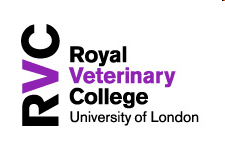 RVC
Royal
Veterinary
College
University of London